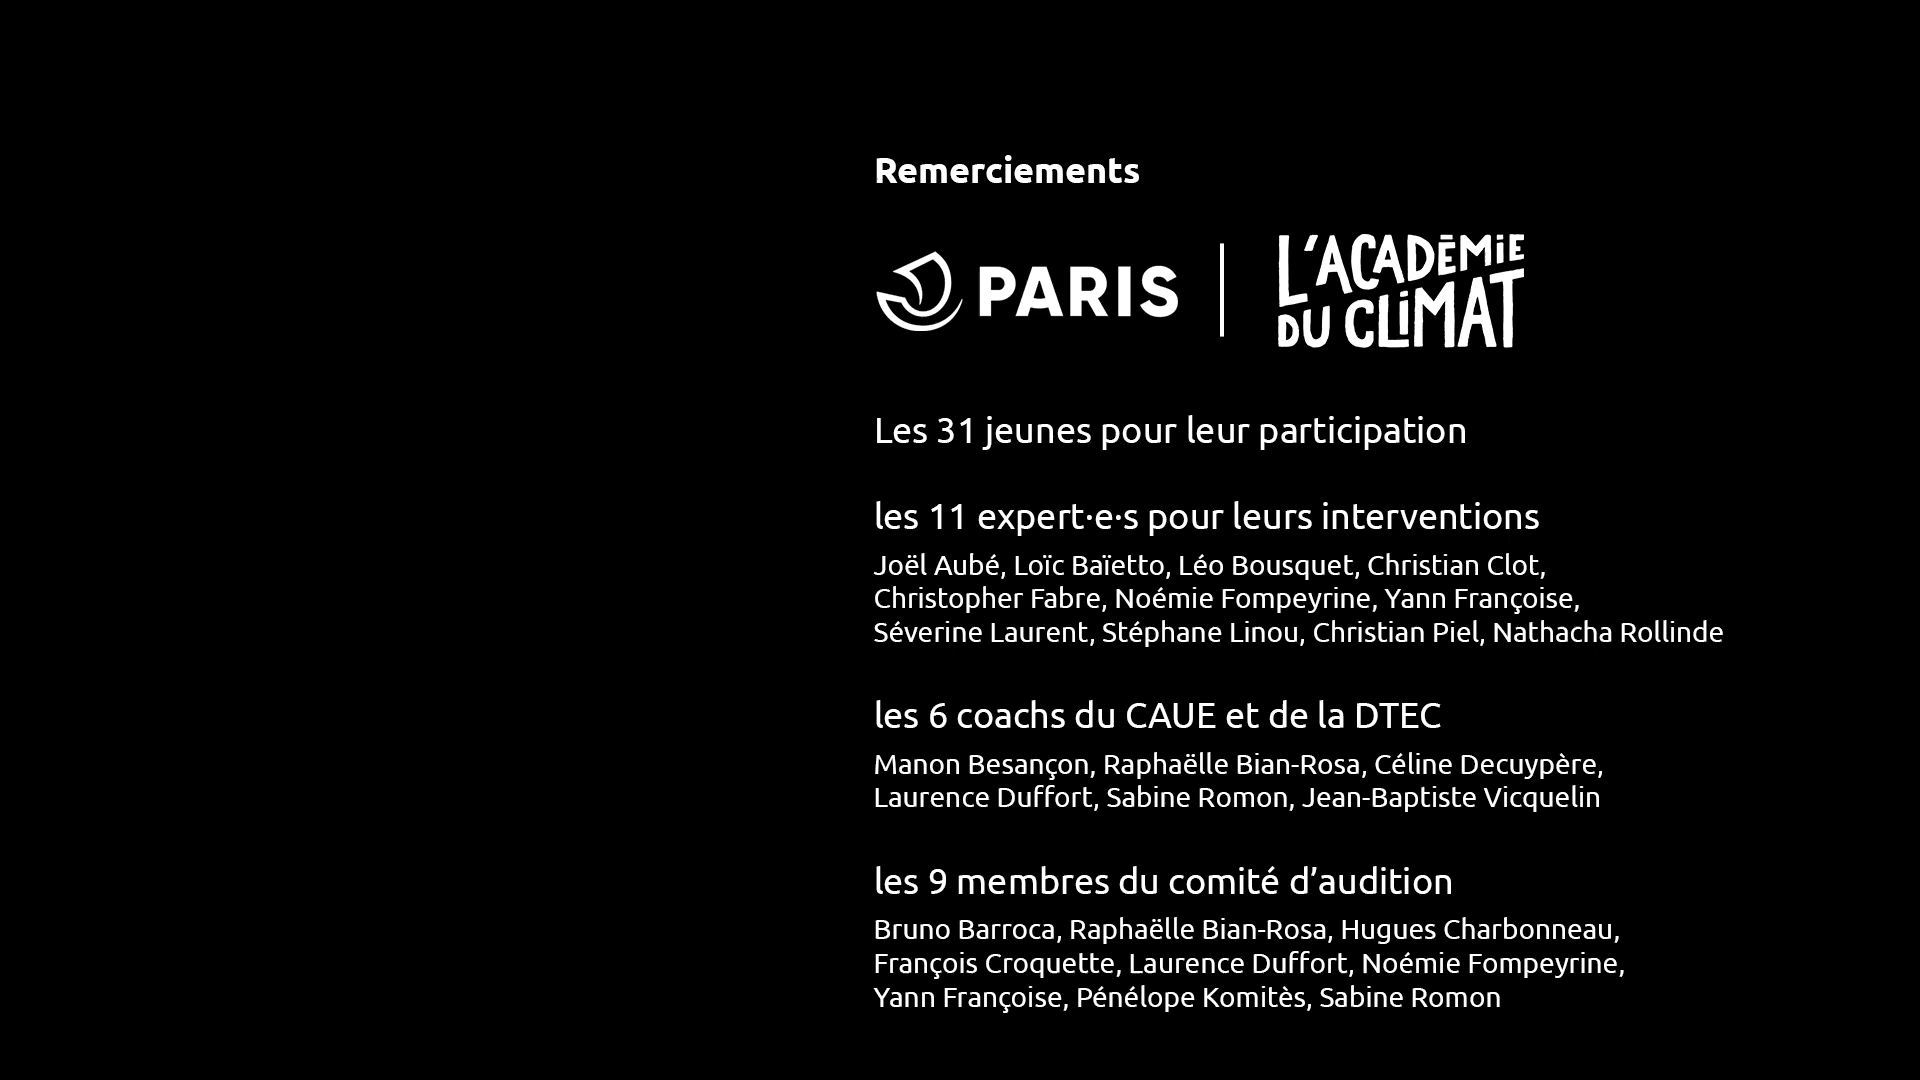 Remerciements
PARIS
L'ACADÉMiE
DU CLiMAT
Les 31 jeunes pour leur participation
les 11 expert·e·s pour leurs interventions
Joël Aubé, Loïc Baïetto, Léo Bousquet, Christian Clot,
Christopher Fabre, Noémie Fompeyrine, Yann Françoise,
Séverine Laurent, Stéphane Linou, Christian Piel, Nathacha Rollinde
les 6 coachs du CAUE et de la DTEC
Manon Besançon, Raphaëlle Bian-Rosa, Céline Decuypère,
Laurence Duffort, Sabine Romon, Jean-Baptiste Vicquelin
les 9 membres du comité d’audition
Bruno Barroca, Raphaëlle Bian-Rosa, Hugues Charbonneau,
François Croquette, Laurence Duffort, Noémie Fompeyrine,
Yann Françoise, Pénélope Komitès, Sabine Romon